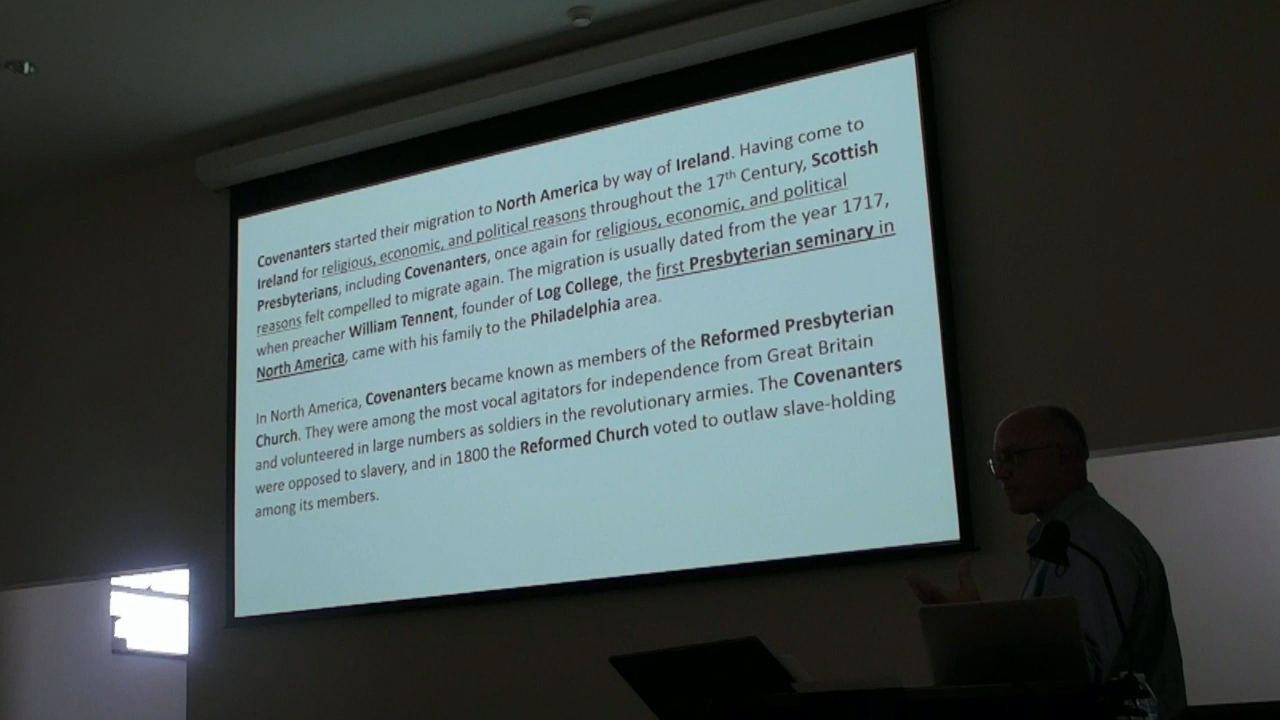 Covenanters started their migration to North America by way of Ireland. Having come to
Ireland for religious, economic, and political reasons throughout the 17th Century, Scottish
Presbyterians, including Covenanters, once again for religious, economic, and political
reasons felt compelled to migrate again. The migration is usually dated from the year 1717,
when preacher William Tennent, founder of Log College, the first Presbyterian seminary in
North America, came with his family to the Philadelphia area.
In North America, Covenanters became known as members of the Reformed Presbyterian
Church. They were among the most vocal agitators for independence from Great Britain
and volunteered in large numbers as soldiers in the revolutionary armies. The Covenanters
were opposed to slavery, and in 1800 the Reformed Church voted to outlaw slave-holding
among its members.